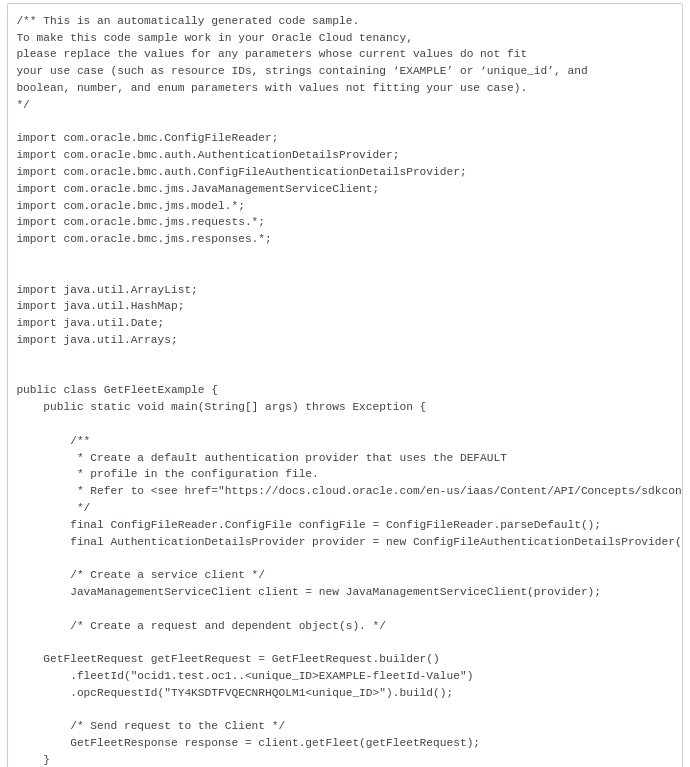 /** This is an automatically generated code sample.
To make this code sample work in your Oracle Cloud tenancy,
please replace the values for any parameters whose current values do not fit
your use case (such as resource IDs, strings containing ‘EXAMPLE’ or ‘unique_id’, and
boolean, number, and enum parameters with values not fitting your use case).
*/
import com.oracle.bmc.ConfigFileReader;
import com.oracle.bmc.auth.AuthenticationDetailsProvider;
import com.oracle.bmc.auth.ConfigFileAuthenticationDetailsProvider;
import com.oracle.bmc.jms.JavaManagementServiceClient;
import com.oracle.bmc.jms.model.*;
import com.oracle.bmc.jms.requests.*;
import com.oracle.bmc.jms.responses.*;
import java.util.ArrayList;
import java.util.HashMap;
import java.util.Date;
import java.util.Arrays;
public class GetFleetExample {
    public static void main(String[] args) throws Exception {
        /**
         * Create a default authentication provider that uses the DEFAULT
         * profile in the configuration file.
         * Refer to <see href="https://docs.cloud.oracle.com/en-us/iaas/Content/API/Concepts/sdkcon
         */
        final ConfigFileReader.ConfigFile configFile = ConfigFileReader.parseDefault();
        final AuthenticationDetailsProvider provider = new ConfigFileAuthenticationDetailsProvider(
        /* Create a service client */
        JavaManagementServiceClient client = new JavaManagementServiceClient(provider);
        /* Create a request and dependent object(s). */
    GetFleetRequest getFleetRequest = GetFleetRequest.builder()
        .fleetId("ocid1.test.oc1..<unique_ID>EXAMPLE-fleetId-Value")
        .opcRequestId("TY4KSDTFVQECNRHQOLM1<unique_ID>").build();
        /* Send request to the Client */
        GetFleetResponse response = client.getFleet(getFleetRequest);
    }